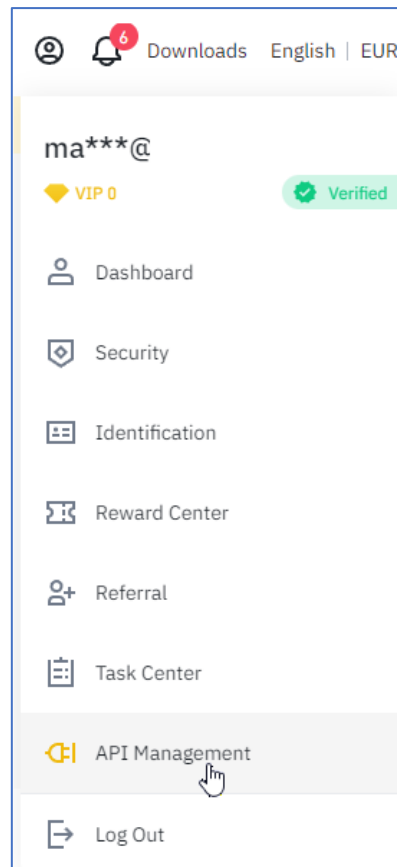 6
Downloads English | EUR
ma***@
VIP 0 Verified
Dashboard
Security
Identification
Reward Center
Referral
Task Center
API Management
Log Out